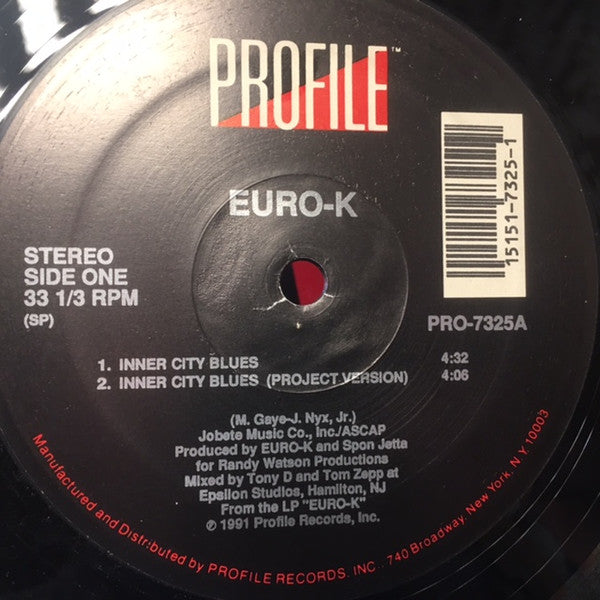 PROFILE™
EURO-K
15151-7325-1
STEREO
SIDE ONE
33 1/3 RPM
(SP)
PRO-7325A
1. INNER CITY BLUES 4:32
2. INNER CITY BLUES (PROJECT VERSION) 4:06
(M. Gaye-J. Nyx, Jr.)
Jobete Music Co., Inc./ASCAP
Produced by EURO-K and Spon Jetta
for Randy Watson Productions
Mixed by Tony D and Tom Zepp at
Epsilon Studios, Hamilton, NJ
From the LP "EURO-K"
℗ 1991 Profile Records, Inc.
Manufactured and Distributed by PROFILE RECORDS. INC.. 740 Broadway. New York. N.Y. 10003